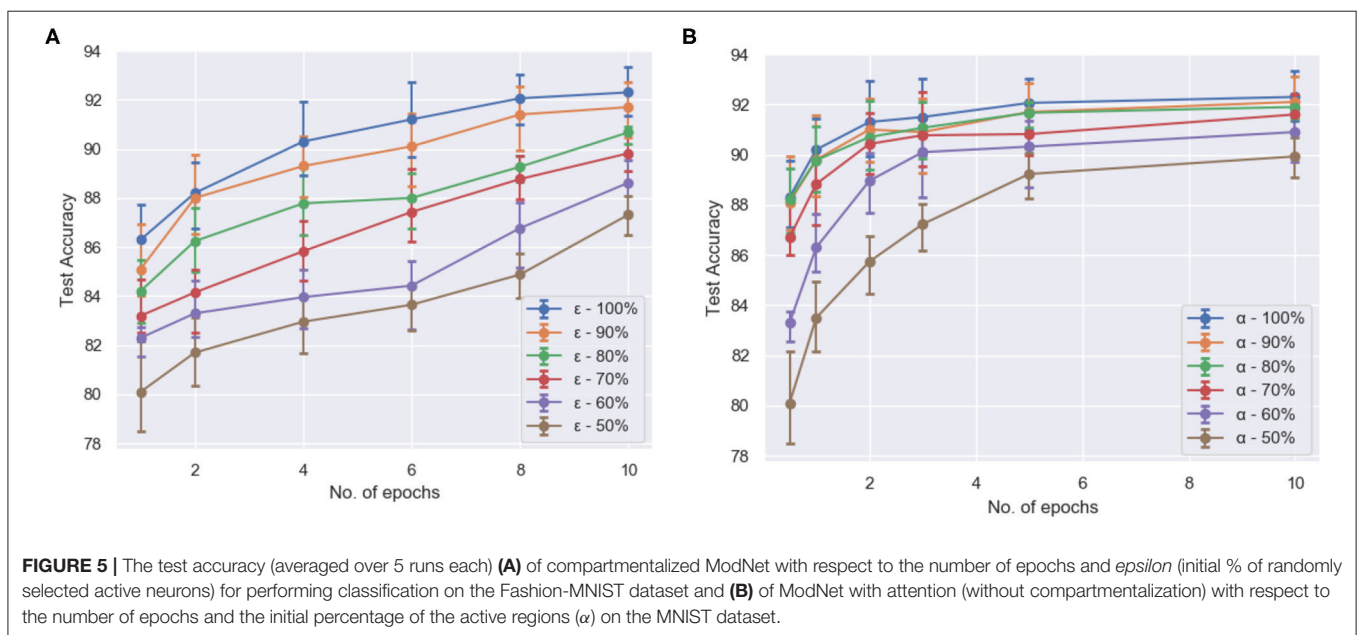 A
B
94
92
90
88
86
84
82
80
78
Test Accuracy
ε - 100%
ε - 90%
ε - 80%
ε - 70%
ε - 60%
ε - 50%
2 4 6 8 10
No. of epochs
94
92
90
88
86
84
82
80
78
Test Accuracy
α - 100%
α - 90%
α - 80%
α - 70%
α - 60%
α - 50%
2 4 6 8 10
No. of epochs
FIGURE 5 | The test accuracy (averaged over 5 runs each) (A) of compartmentalized ModNet with respect to the number of epochs and epsilon (initial % of randomly
selected active neurons) for performing classification on the Fashion-MNIST dataset and (B) of ModNet with attention (without compartmentalization) with respect to
the number of epochs and the initial percentage of the active regions (α) on the MNIST dataset.